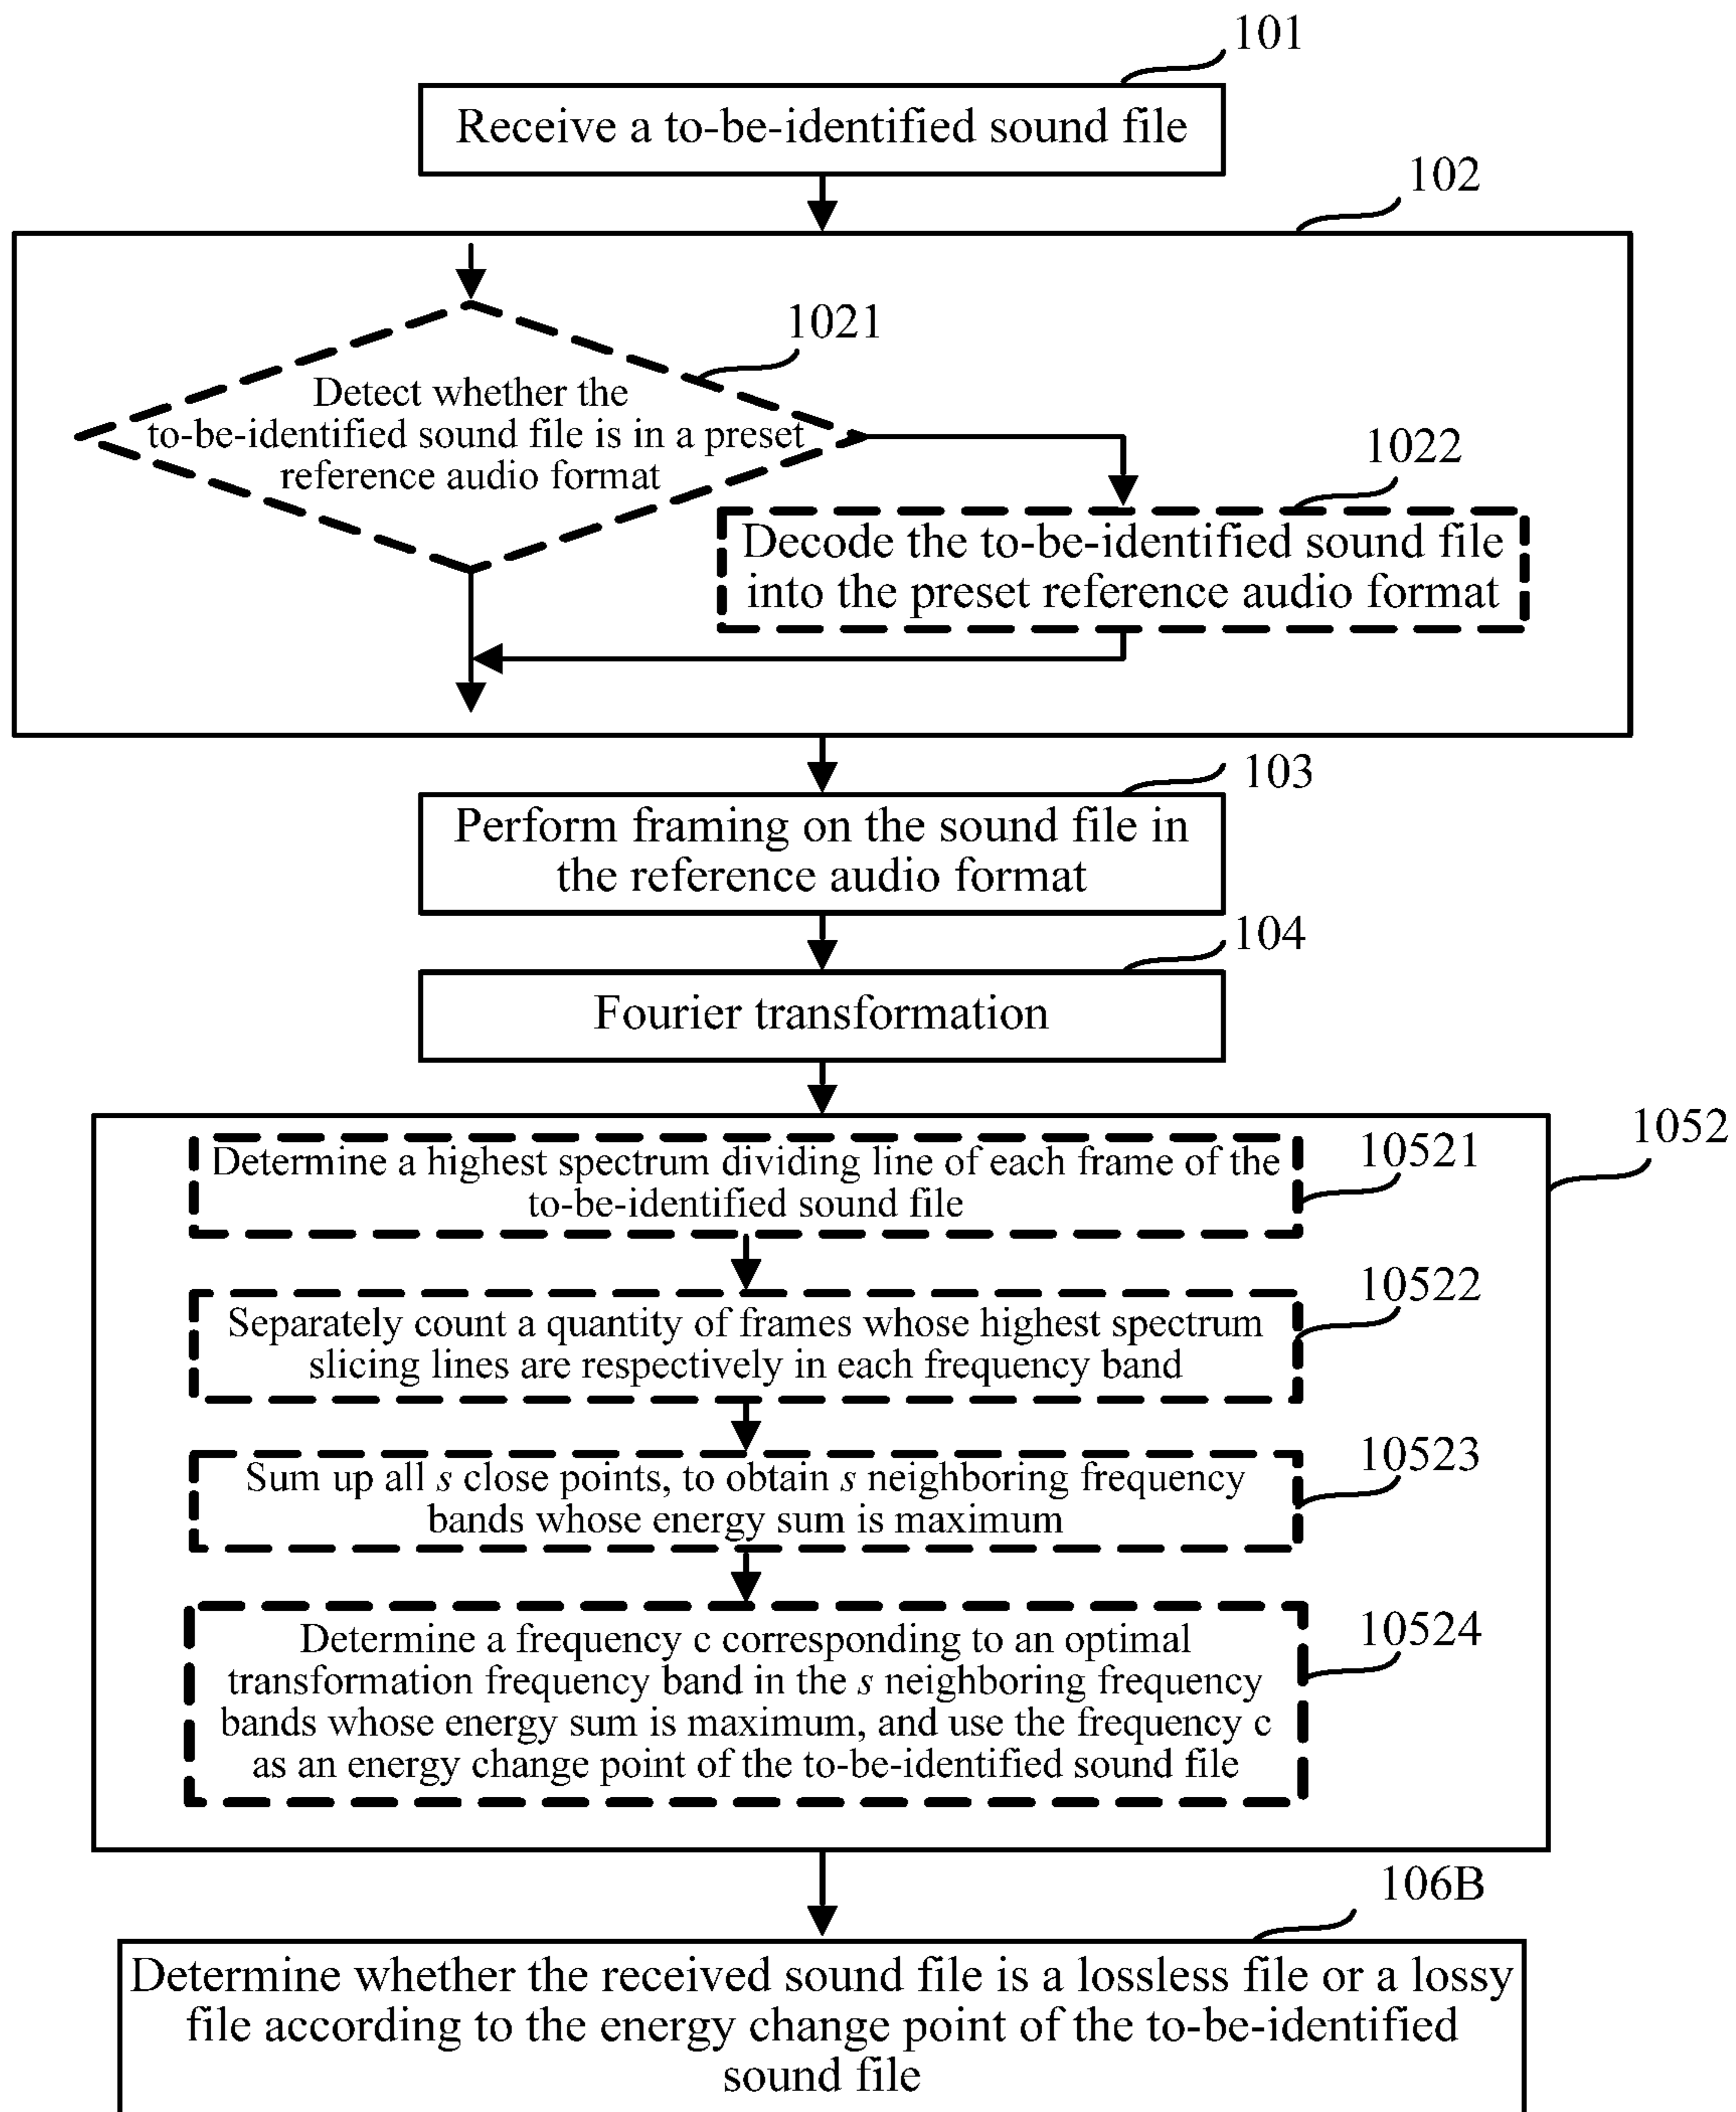 101
Receive a to-be-identified sound file
102
1021
Detect whether the
to-be-identified sound file is in a preset
reference audio format
1022
Decode the to-be-identified sound file
into the preset reference audio format
103
Perform framing on the sound file in
the reference audio format
104
Fourier transformation
1052
10521
Determine a highest spectrum dividing line of each frame of the
to-be-identified sound file
10522
Separately count a quantity of frames whose highest spectrum
slicing lines are respectively in each frequency band
10523
Sum up all s close points, to obtain s neighboring frequency
bands whose energy sum is maximum
10524
Determine a frequency c corresponding to an optimal
transformation frequency band in the s neighboring frequency
bands whose energy sum is maximum, and use the frequency c
as an energy change point of the to-be-identified sound file
106B
Determine whether the received sound file is a lossless file or a lossy
file according to the energy change point of the to-be-identified
sound file